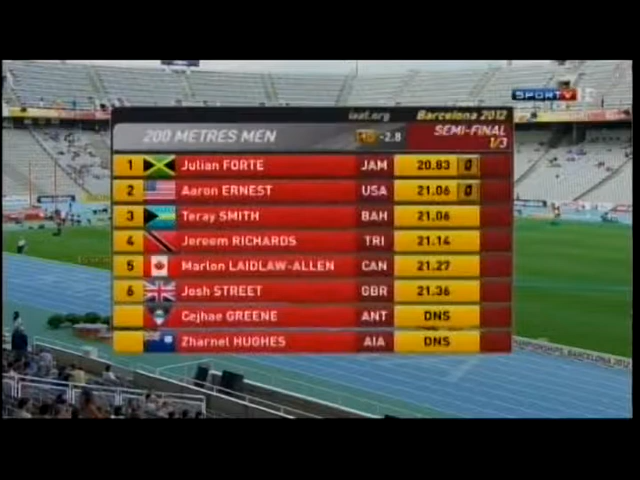 SPORTV
iaaf.org Barcelona 2012
200 METRES MEN -2.8 SEMI-FINAL
1/3
1 Julian FORTE JAM 20.83 Q
2 Aaron ERNEST USA 21.06 Q
3 Teray SMITH BAH 21.06
4 Jereem RICHARDS TRI 21.14
5 Marlon LAIDLAW-ALLEN CAN 21.27
6 Josh STREET GBR 21.36
Cejhae GREENE ANT DNS
Zharnel HUGHES AIA DNS